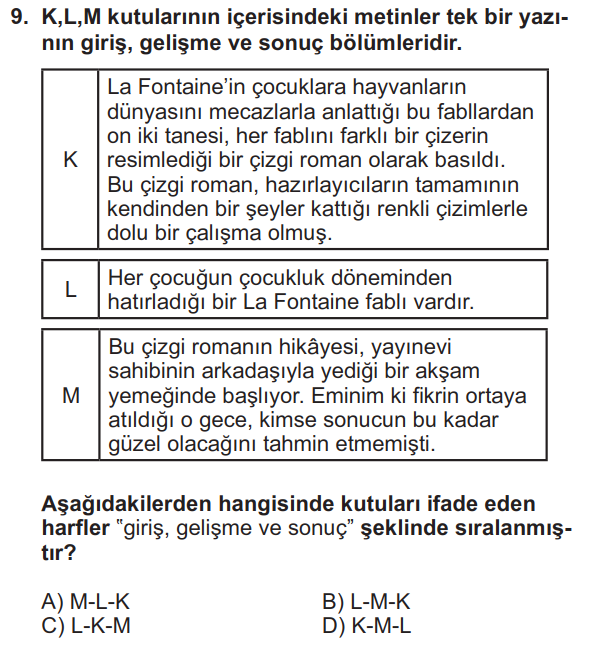 9. K,L,M kutularının içerisindeki metinler tek bir yazı-
nın giriş, gelişme ve sonuç bölümleridir.
K
La Fontaine’in çocuklara hayvanların
dünyasını mecazlarla anlattığı bu fabllardan
on iki tanesi, her fablını farklı bir çizerin
resimlediği bir çizgi roman olarak basıldı.
Bu çizgi roman, hazırlayıcıların tamamının
kendinden bir şeyler kattığı renkli çizimlerle
dolu bir çalışma olmuş.
L
Her çocuğun çocukluk döneminden
hatırladığı bir La Fontaine fablı vardır.
M
Bu çizgi romanın hikâyesi, yayınevi
sahibinin arkadaşıyla yediği bir akşam
yemeğinde başlıyor. Eminim ki fikrin ortaya
atıldığı o gece, kimse sonucun bu kadar
güzel olacağını tahmin etmemişti.
Aşağıdakilerden hangisinde kutuları ifade eden
harfler “giriş, gelişme ve sonuç” şeklinde sıralanmış-
tır?
A) M-L-K
B) L-M-K
C) L-K-M
D) K-M-L